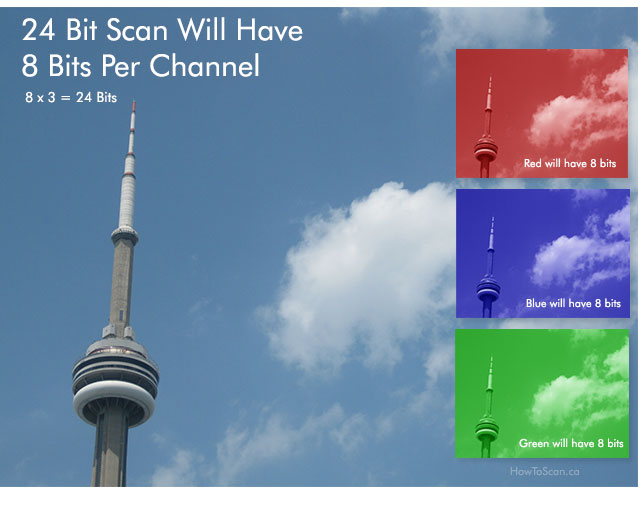 24 Bit Scan Will Have
8 Bits Per Channel
8 x 3 = 24 Bits
Red will have 8 bits
Blue will have 8 bits
Green will have 8 bits
HowToScan.ca